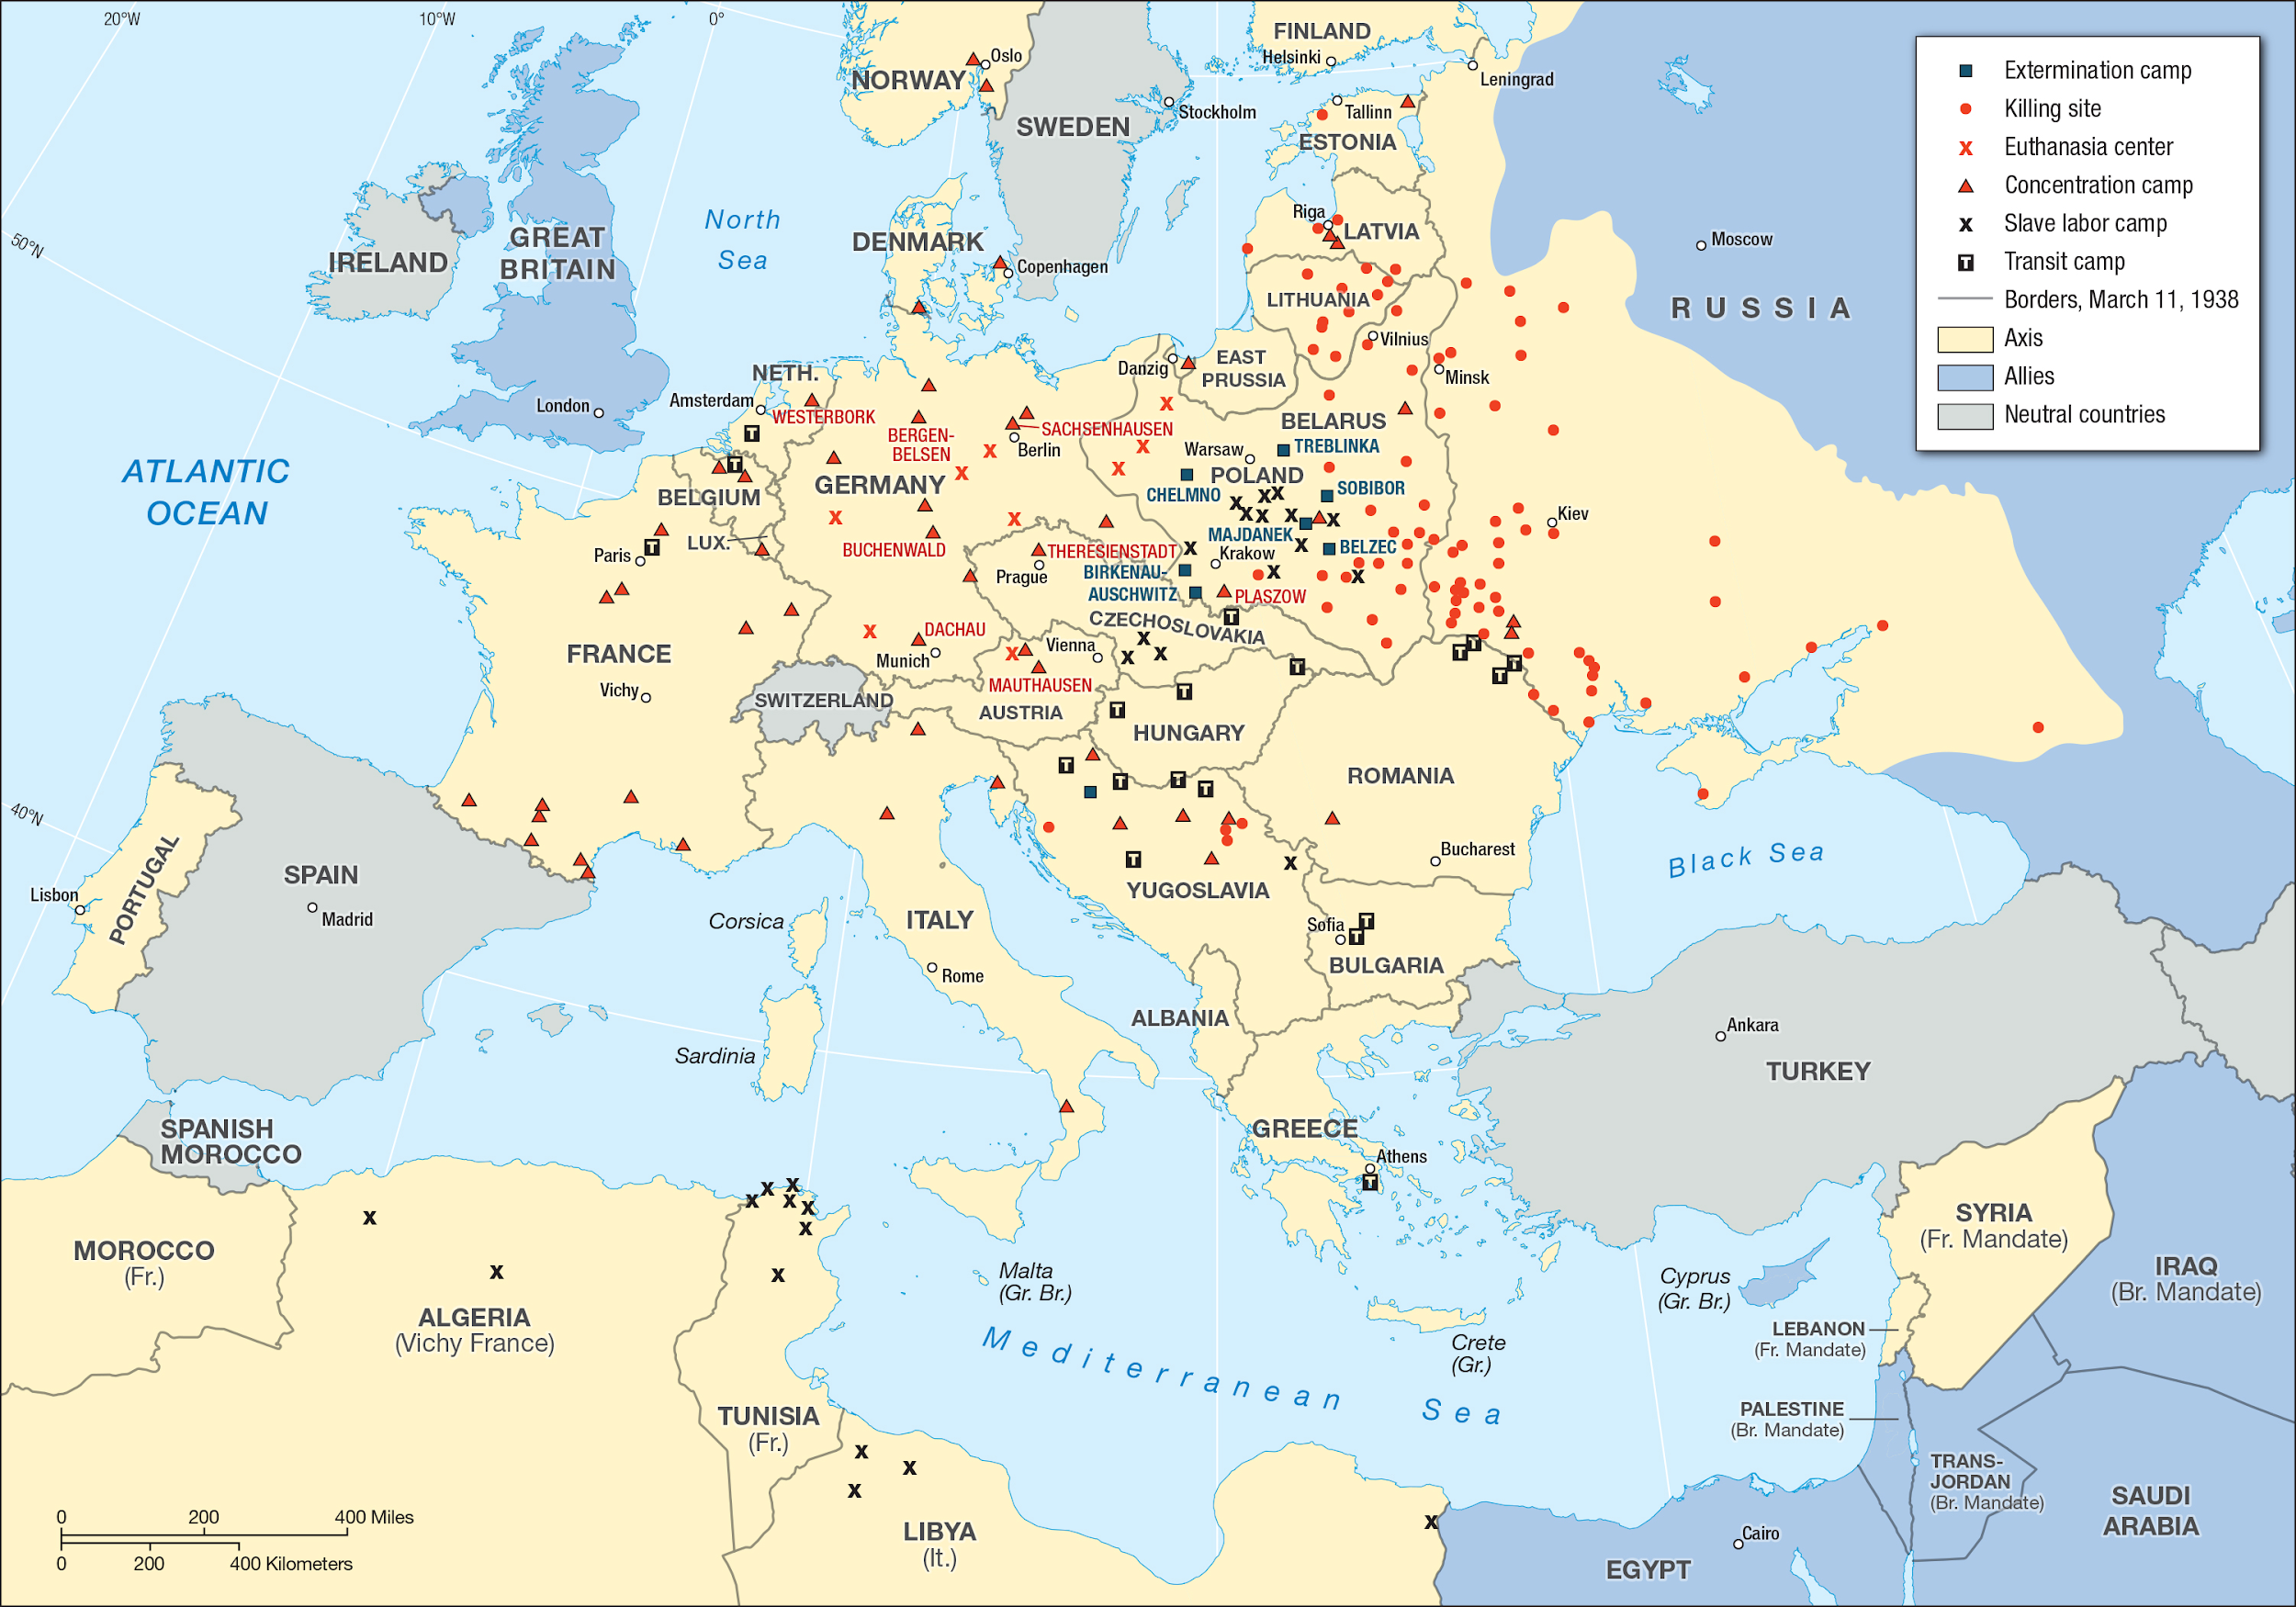 20°W
10°W
0°
50°N
40°N
Extermination camp
Killing site
Euthanasia center
Concentration camp
Slave labor camp
T
Transit camp
Borders, March 11, 1938
Axis
Allies
Neutral countries
FINLAND
Helsinki
Leningrad
Oslo
NORWAY
Stockholm
SWEDEN
Tallinn
ESTONIA
Riga
LATVIA
Moscow
RUSSIA
North
Sea
DENMARK
Copenhagen
GREAT
BRITAIN
IRELAND
LITHUANIA
Vilnius
EAST
PRUSSIA
Danzig
Minsk
NETH.
Amsterdam
WESTERBORK
London
BERGEN-
BELSEN
SACHSENHAUSEN
Berlin
BELARUS
TREBLINKA
Warsaw
POLAND
CHELMNO
SOBIBOR
ATLANTIC
OCEAN
BELGIUM
GERMANY
MAJDANEK
Kiev
LUX.
BUCHENWALD
THERESIENSTADT
Krakow
BELZEC
Paris
Prague
BIRKENAU-
AUSCHWITZ
PLASZOW
CZECHOSLOVAKIA
FRANCE
DACHAU
Munich
Vienna
MAUTHAUSEN
Vichy
SWITZERLAND
AUSTRIA
HUNGARY
ROMANIA
Bucharest
Black Sea
PORTUGAL
Lisbon
SPAIN
Madrid
Corsica
ITALY
Rome
YUGOSLAVIA
Sofia
BULGARIA
ALBANIA
Sardinia
Ankara
TURKEY
GREECE
Athens
SPANISH
MOROCCO
MOROCCO
(Fr.)
ALGERIA
(Vichy France)
TUNISIA
(Fr.)
Malta
(Gr. Br.)
Mediterranean Sea
Crete
(Gr.)
Cyprus
(Gr. Br.)
SYRIA
(Fr. Mandate)
IRAQ
(Br. Mandate)
LEBANON
(Fr. Mandate)
PALESTINE
(Br. Mandate)
TRANS-
JORDAN
(Br. Mandate)
SAUDI
ARABIA
LIBYA
(It.)
EGYPT
Cairo
0 200 400 Miles
0 200 400 Kilometers